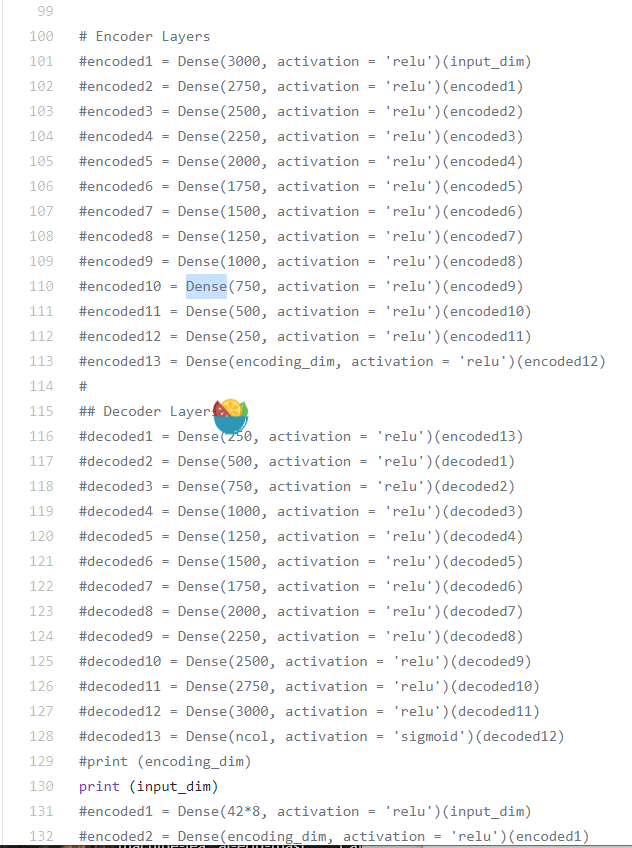 99
100 # Encoder Layers
101 #encoded1 = Dense(3000, activation = 'relu')(input_dim)
102 #encoded2 = Dense(2750, activation = 'relu')(encoded1)
103 #encoded3 = Dense(2500, activation = 'relu')(encoded2)
104 #encoded4 = Dense(2250, activation = 'relu')(encoded3)
105 #encoded5 = Dense(2000, activation = 'relu')(encoded4)
106 #encoded6 = Dense(1750, activation = 'relu')(encoded5)
107 #encoded7 = Dense(1500, activation = 'relu')(encoded6)
108 #encoded8 = Dense(1250, activation = 'relu')(encoded7)
109 #encoded9 = Dense(1000, activation = 'relu')(encoded8)
110 #encoded10 = Dense(750, activation = 'relu')(encoded9)
111 #encoded11 = Dense(500, activation = 'relu')(encoded10)
112 #encoded12 = Dense(250, activation = 'relu')(encoded11)
113 #encoded13 = Dense(encoding_dim, activation = 'relu')(encoded12)
114 #
115 ## Decoder Layers
116 #decoded1 = Dense(250, activation = 'relu')(encoded13)
117 #decoded2 = Dense(500, activation = 'relu')(decoded1)
118 #decoded3 = Dense(750, activation = 'relu')(decoded2)
119 #decoded4 = Dense(1000, activation = 'relu')(decoded3)
120 #decoded5 = Dense(1250, activation = 'relu')(decoded4)
121 #decoded6 = Dense(1500, activation = 'relu')(decoded5)
122 #decoded7 = Dense(1750, activation = 'relu')(decoded6)
123 #decoded8 = Dense(2000, activation = 'relu')(decoded7)
124 #decoded9 = Dense(2250, activation = 'relu')(decoded8)
125 #decoded10 = Dense(2500, activation = 'relu')(decoded9)
126 #decoded11 = Dense(2750, activation = 'relu')(decoded10)
127 #decoded12 = Dense(3000, activation = 'relu')(decoded11)
128 #decoded13 = Dense(ncol, activation = 'sigmoid')(decoded12)
129 #print (encoding_dim)
130 print (input_dim)
131 #encoded1 = Dense(42*8, activation = 'relu')(input_dim)
132 #encoded2 = Dense(encoding_dim, activation = 'relu')(encoded1)